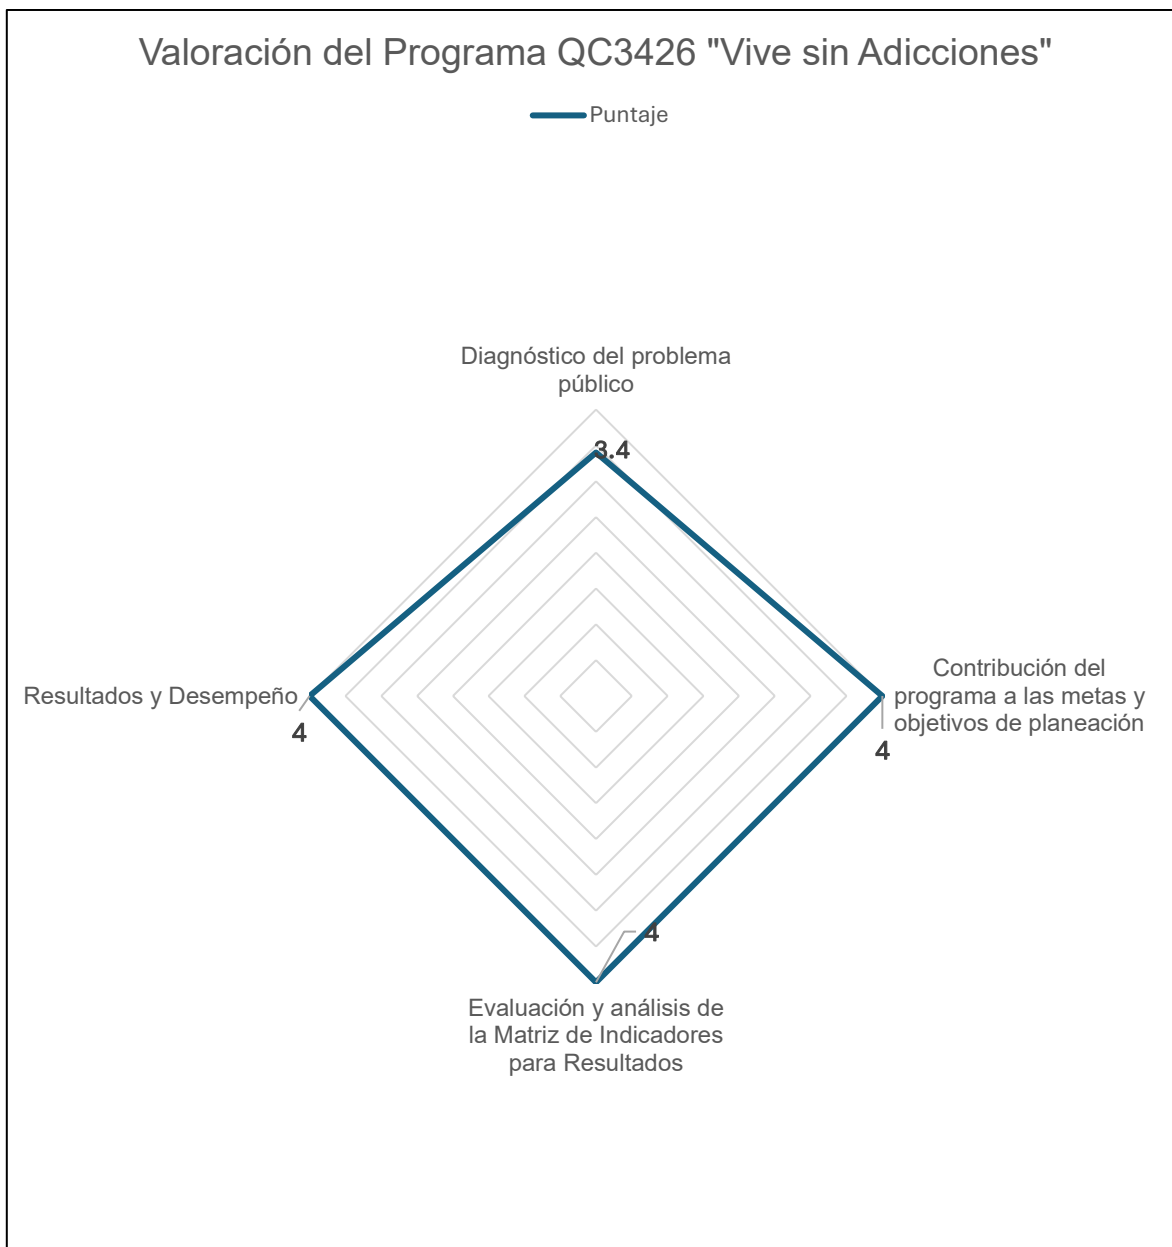 Valoración del Programa QC3426 "Vive sin Adicciones"
Puntaje
Diagnóstico del problema
público
3.4
Contribución del
programa a las metas y
objetivos de planeación
4
Resultados y Desempeño
4
4
Evaluación y análisis de
la Matriz de Indicadores
para Resultados